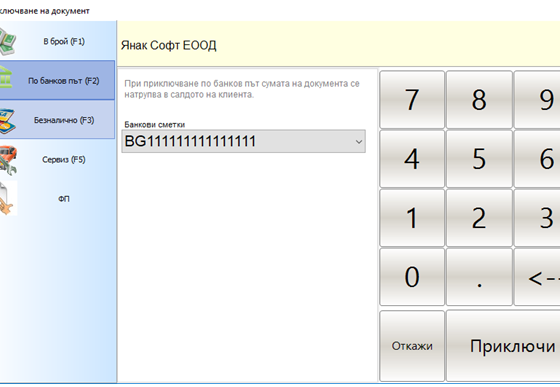 ключване на документ
В брой (F1)
По банков път (F2)
Безналично (F3)
Сервиз (F5)
ФП
Янак Софт ЕООД
При приключване по банков път сумата на документа се
натрупва в салдото на клиента.
Банкови сметки
BG111111111111111
7 8 9
4 5 6
1 2 3
0 . <--
Откажи Приключи